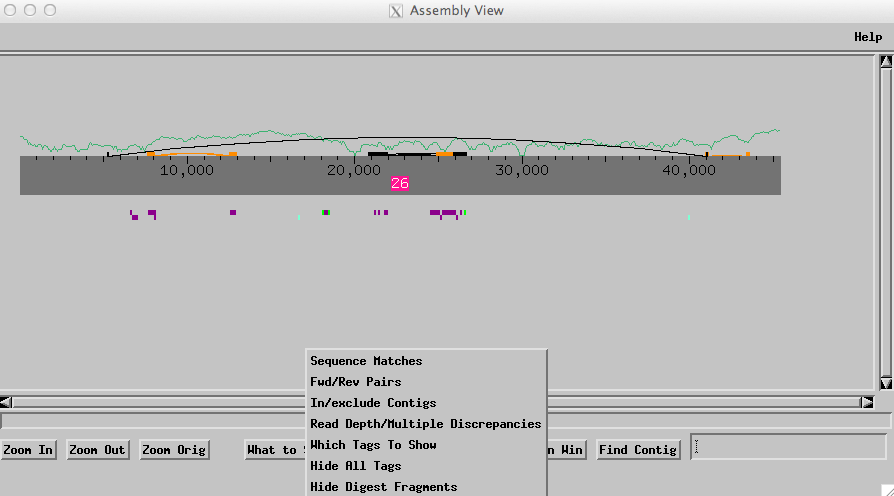 Assembly View
Help
10,000 20,000 30,000 40,000
26
Sequence Matches
Fwd/Rev Pairs
In/exclude Contigs
Read Depth/Multiple Discrepancies
Which Tags To Show
Hide All Tags
Hide Digest Fragments
Zoom In Zoom Out Zoom Orig What to Win Find Contig